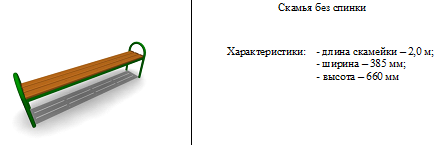 Скамья без спинки
Характеристики: - длина скамейки – 2,0 м;
- ширина – 385 мм;
- высота – 660 мм